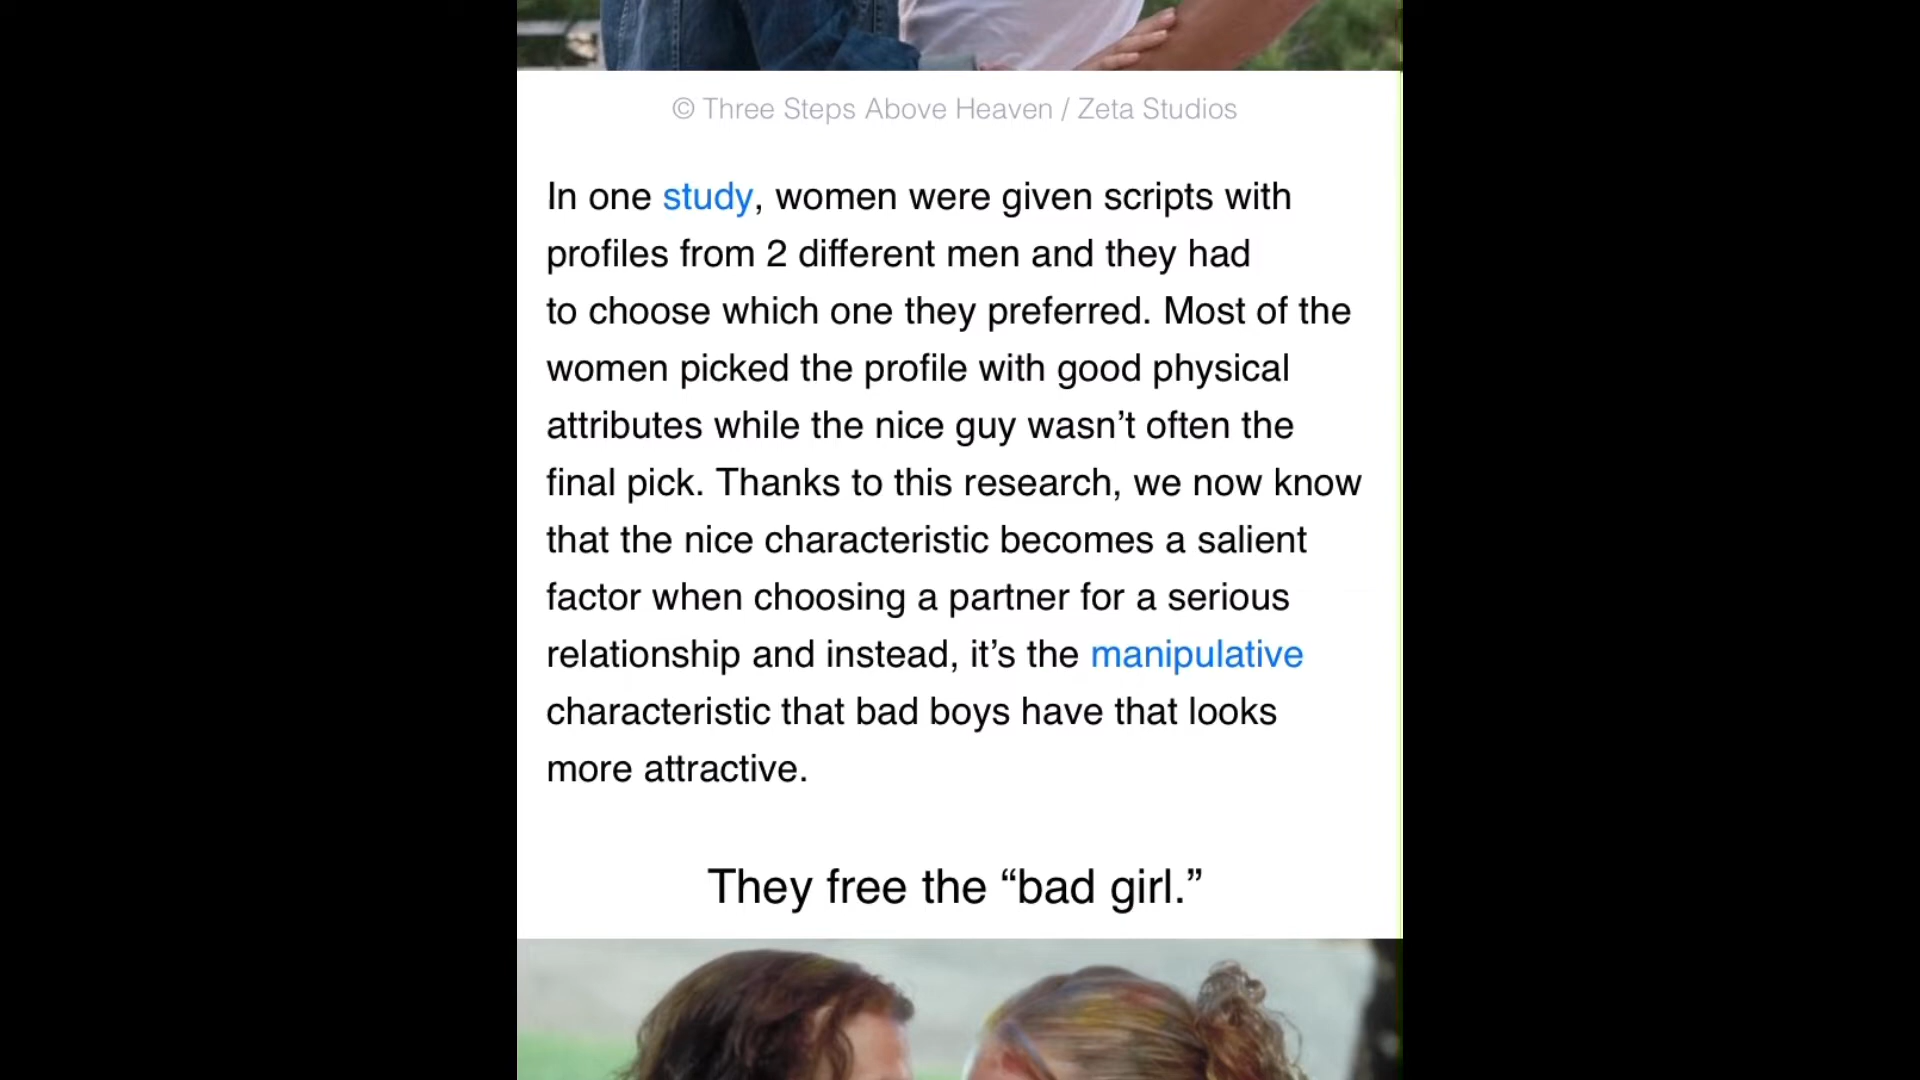 © Three Steps Above Heaven / Zeta Studios
In one study, women were given scripts with
profiles from 2 different men and they had
to choose which one they preferred. Most of the
women picked the profile with good physical
attributes while the nice guy wasn’t often the
final pick. Thanks to this research, we now know
that the nice characteristic becomes a salient
factor when choosing a partner for a serious
relationship and instead, it’s the manipulative
characteristic that bad boys have that looks
more attractive.
They free the “bad girl.”